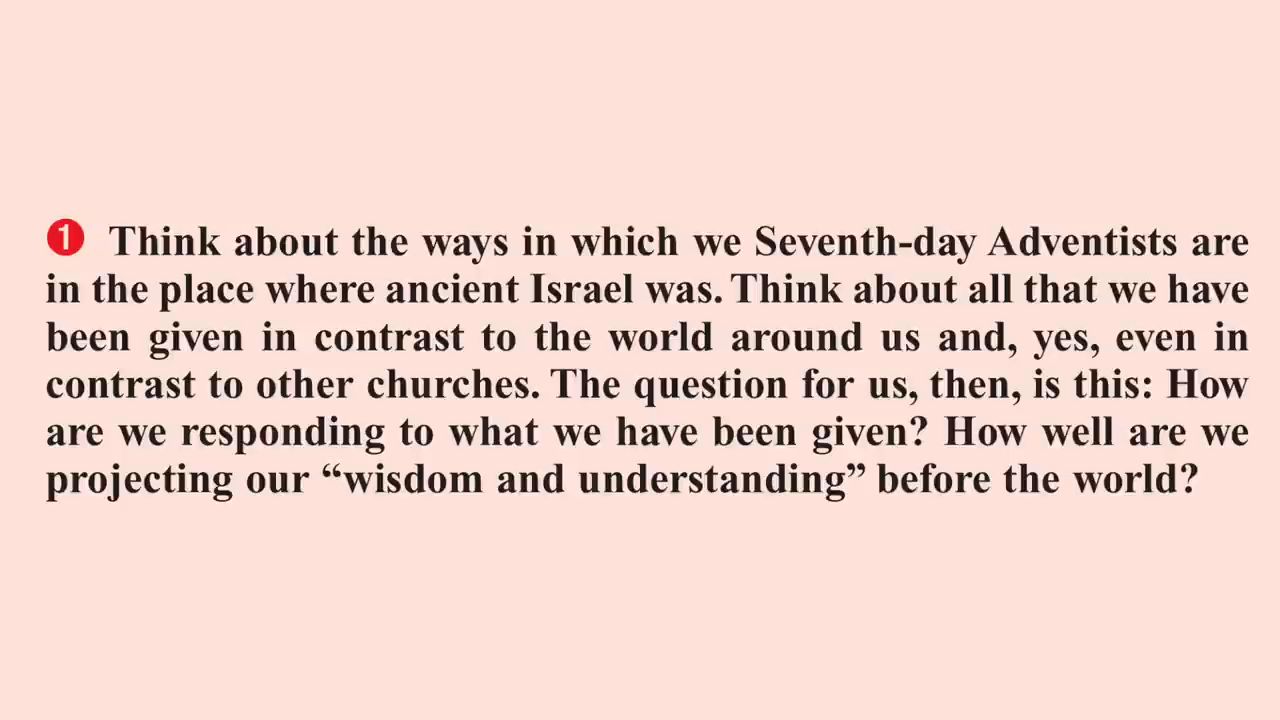 ❶ Think about the ways in which we Seventh-day Adventists are
in the place where ancient Israel was. Think about all that we have
been given in contrast to the world around us and, yes, even in
contrast to other churches. The question for us, then, is this: How
are we responding to what we have been given? How well are we
projecting our “wisdom and understanding” before the world?